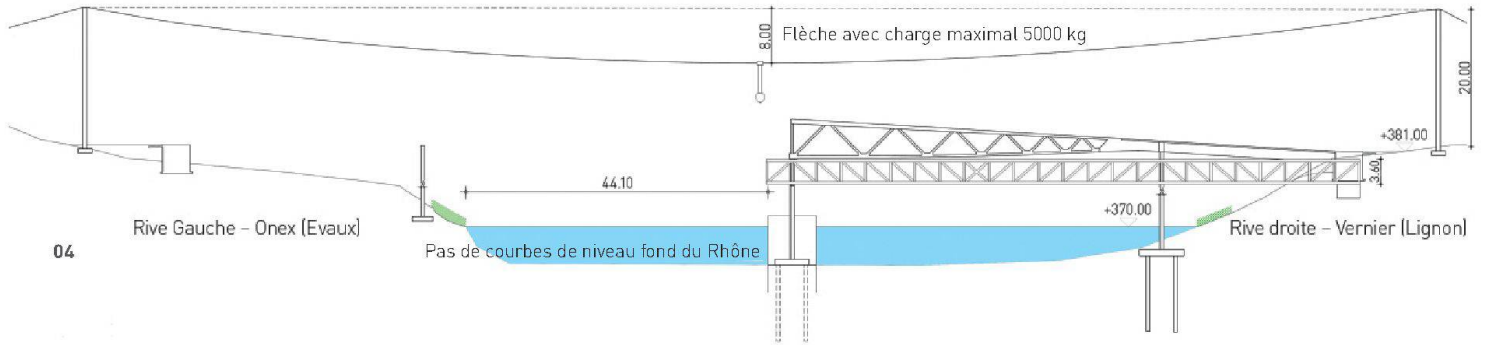 8.00
Flèche avec charge maximal 5000 kg
20.00
+381.00
3.60
44.10
+370.00
Rive Gauche – Onex (Evaux)
Rive droite – Vernier (Lignon)
04
Pas de courbes de niveau fond du Rhône